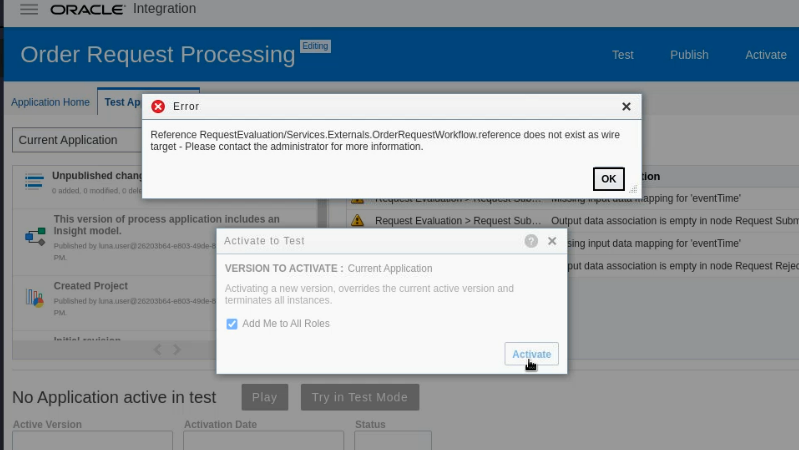 ORACLE Integration
Order Request Processing Editing
Test Publish Activate
Application Home Test Ap
Error
Reference RequestEvaluation/Services.Externals.OrderRequestWorkflow.reference does not exist as wire
target - Please contact the administrator for more information.
OK
Current Application
Unpublished chang
0 added, 0 modified, 0 dele
This version of process application includes an
Insight model.
Published by luna.user@26203b64-e803-49de-8
PM.
Created Project
Published by luna.user@26203b64-e803-49de-8
PM.
Initial revision
tion
Request Evaluation > Request Sub... Missing input data mapping for 'eventTime'
Request Evaluation > Request Sub... Output data association is empty in node Request Subm
sing input data mapping for 'eventTime'
put data association is empty in node Request Rejec
Activate to Test
VERSION TO ACTIVATE : Current Application
Activating a new version, overrides the current active version and
terminates all instances.
Add Me to All Roles
Activate
No Application active in test Play Try in Test Mode
Active Version Activation Date Status